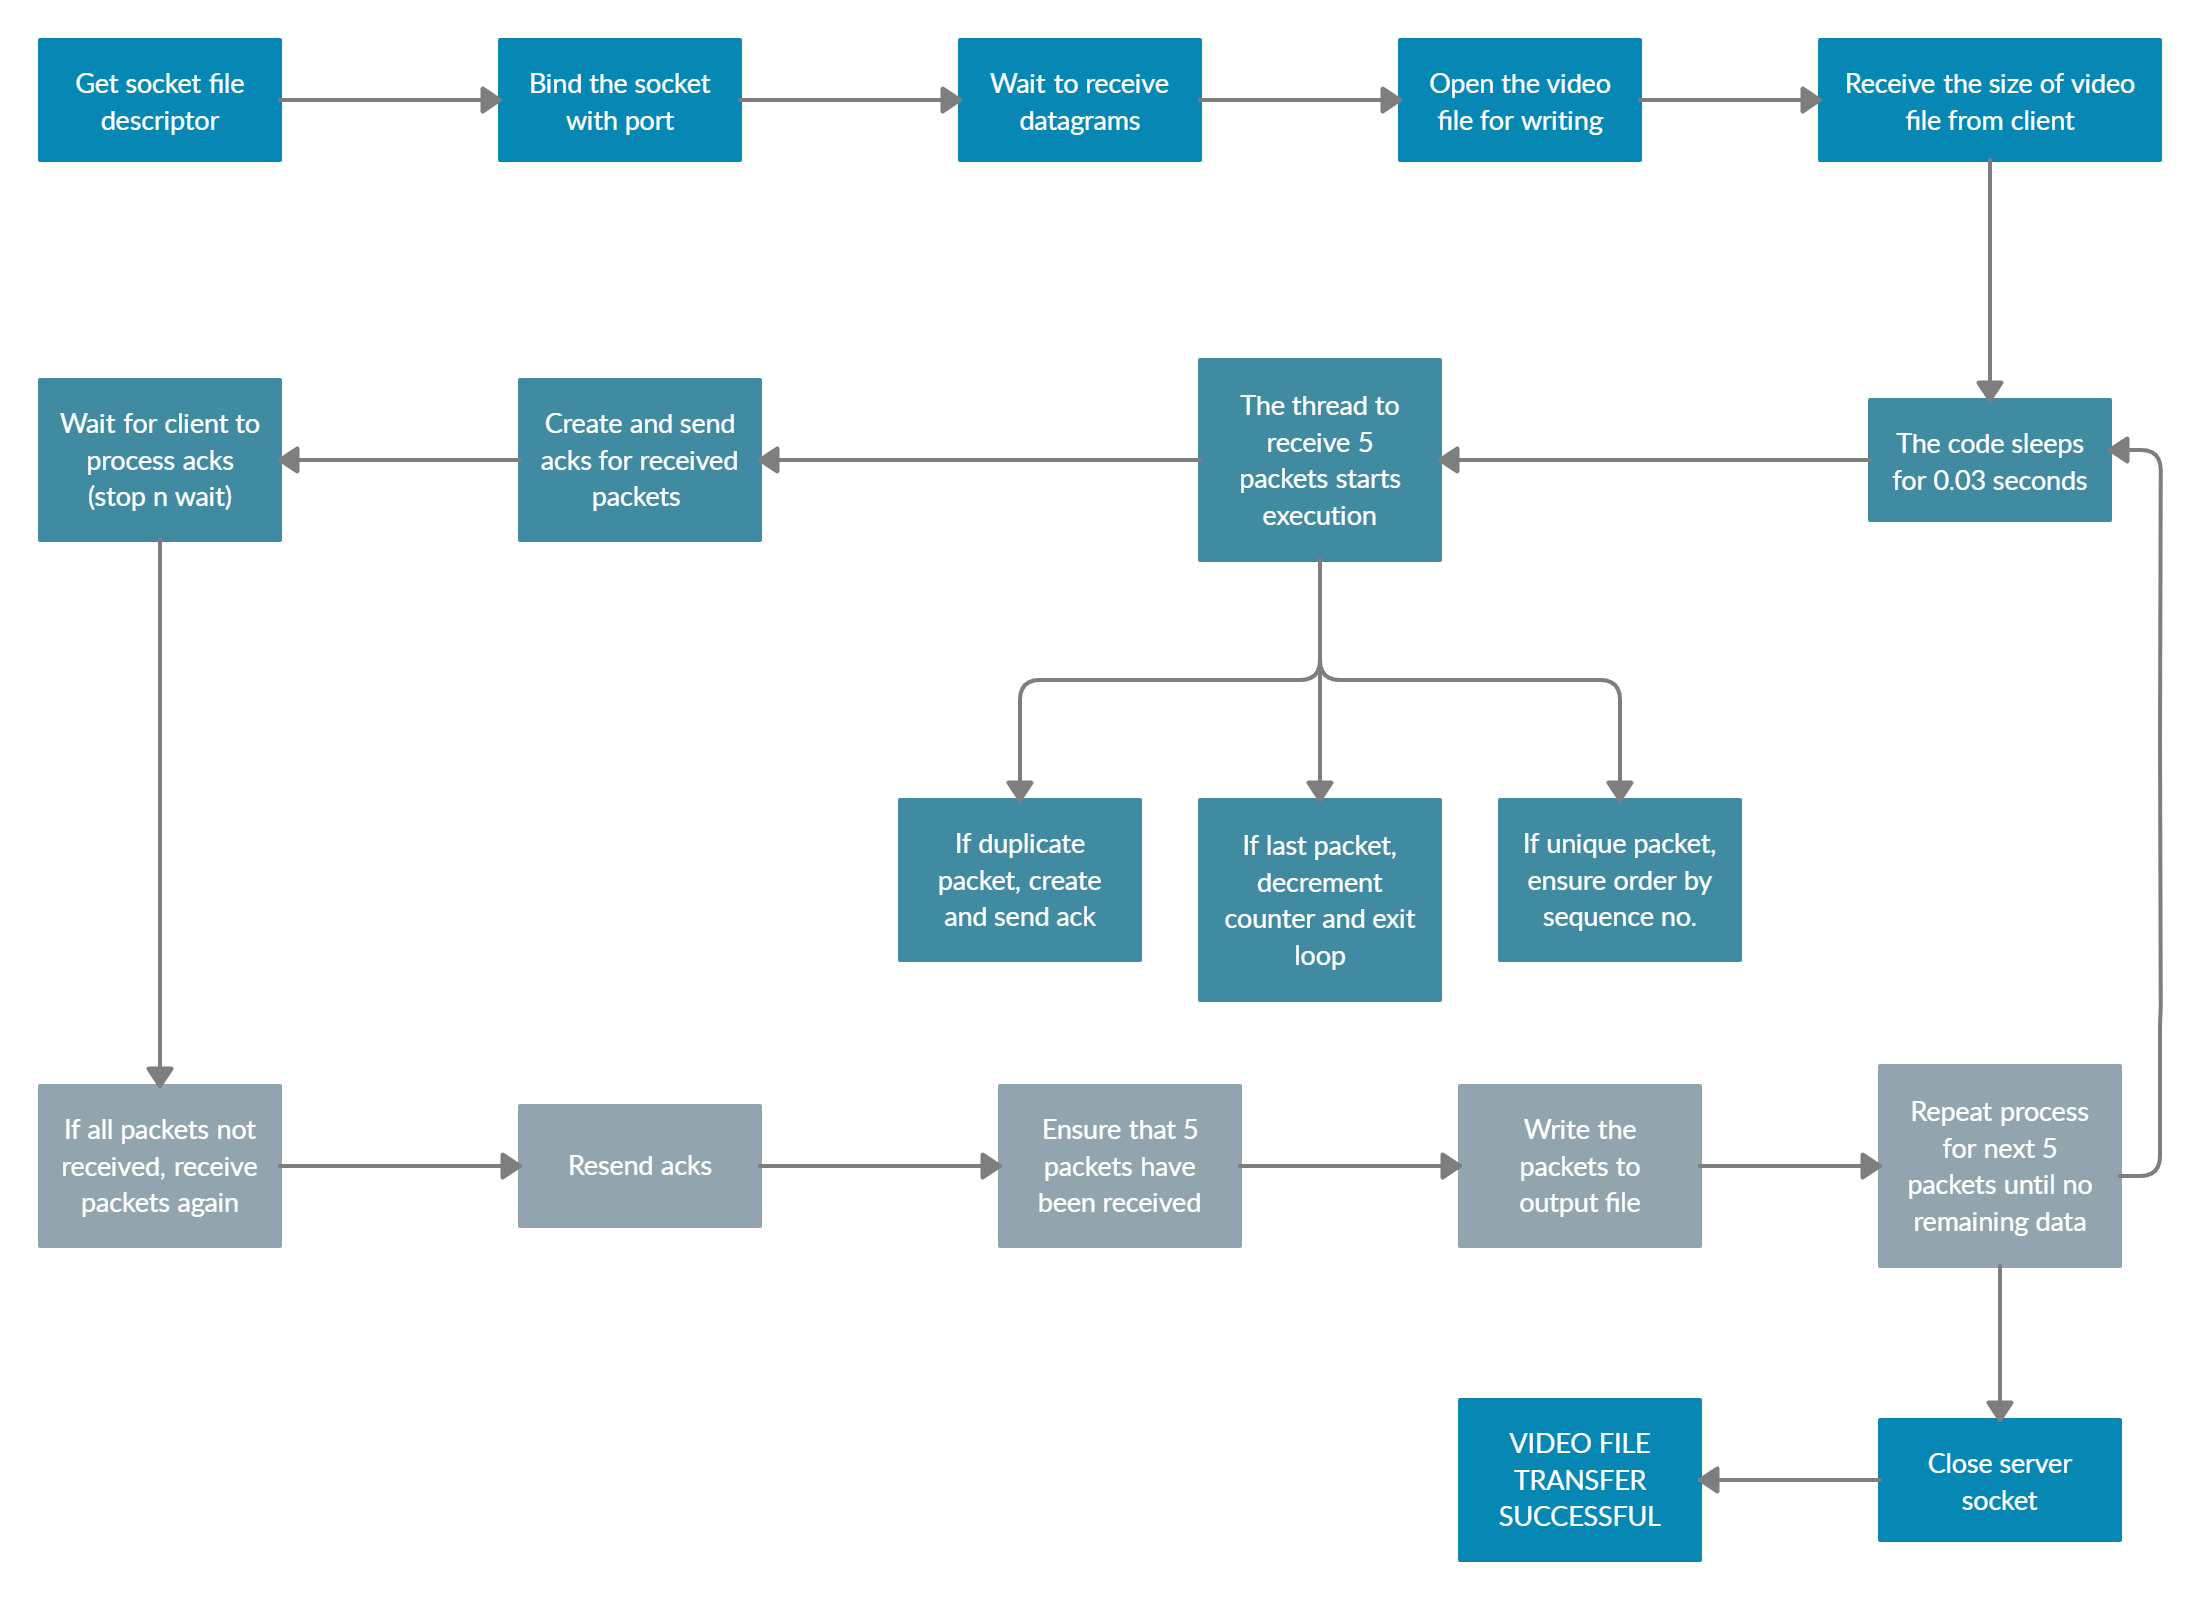 Get socket file
descriptor
Bind the socket
with port
Wait to receive
datagrams
Open the video
file for writing
Receive the size of video
file from client
Wait for client to
process acks
(stop n wait)
Create and send
acks for received
packets
The thread to
receive 5
packets starts
execution
The code sleeps
for 0.03 seconds
If duplicate
packet, create
and send ack
If last packet,
decrement
counter and exit
loop
If unique packet,
ensure order by
sequence no.
If all packets not
received, receive
packets again
Resend acks
Ensure that 5
packets have
been received
Write the
packets to
output file
Repeat process
for next 5
packets until no
remaining data
VIDEO FILE
TRANSFER
SUCCESSFUL
Close server
socket